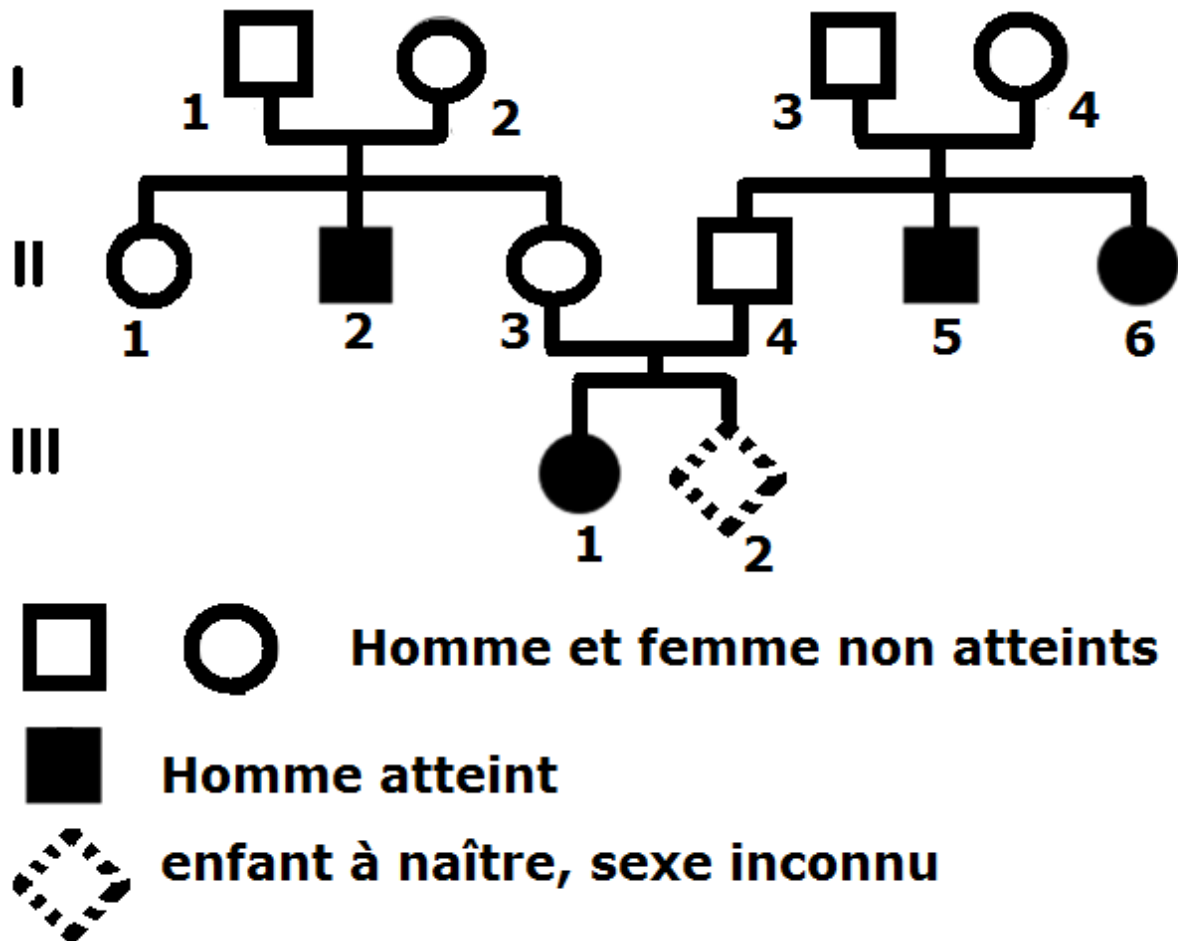 I
1
2
3
4
II
1
2
3
4
5
6
III
1
2
Homme et femme non atteints
Homme atteint
enfant à naître, sexe inconnu